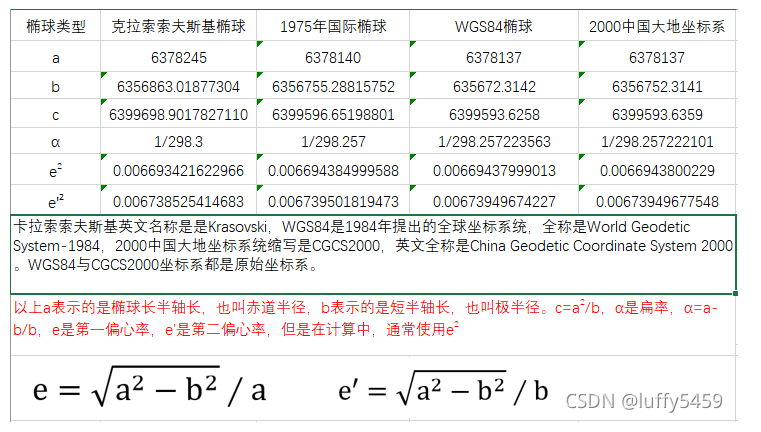 椭球类型 克拉索索夫斯基椭球 1975年国际椭球 WGS84椭球 2000中国大地坐标系
a 6378245 6378140 6378137 6378137
b 6356863.01877304 6356755.28815752 635672.3142 6356752.3141
c 6399698.9017827110 6399596.65198801 6399593.6258 6399593.6359
α 1/298.3 1/298.257 1/298.257223563 1/298.257222101
e² 0.006693421622966 0.006694384999588 0.00669437999013 0.0066943800229
e'² 0.006738525414683 0.006739501819473 0.00673949674227 0.00673949677548
卡拉索索夫斯基英文名称是是Krasovski，WGS84是1984年提出的全球坐标系统，全称是World Geodetic
System-1984，2000中国大地坐标系统缩写是CGCS2000，英文全称是China Geodetic Coordinate System 2000
。WGS84与CGCS2000坐标系都是原始坐标系。
以上a表示的是椭球长半轴长，也叫赤道半径，b表示的是短半轴长，也叫极半径。c=a²/b，α是扁率，α=a-
b/b，e是第一偏心率，e'是第二偏心率，但是在计算中，通常使用e²
e = √a² − b² / a e′ = √a² − b² / b
CSDN @luffy5459